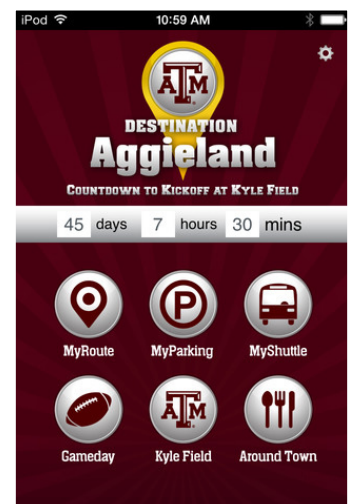 iPod 10:59 AM
ATM
DESTINATION
Aggieland
COUNTDOWN TO KICKOFF AT KYLE FIELD
45 days 7 hours 30 mins
P
MyRoute MyParking MyShuttle
ATM
Gameday Kyle Field Around Town